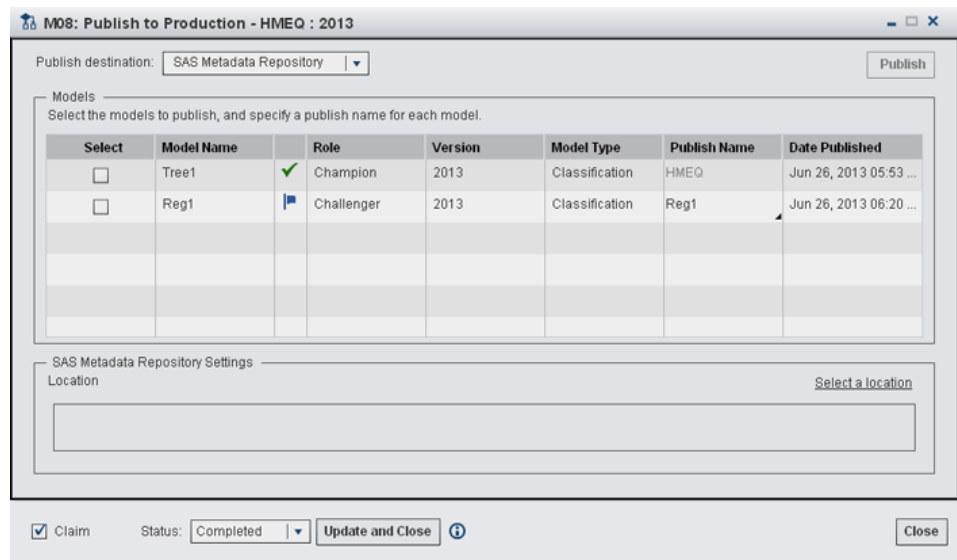 M08: Publish to Production - HMEQ : 2013
Publish destination: SAS Metadata Repository Publish
Models
Select the models to publish, and specify a publish name for each model.
Select Model Name Role Version Model Type Publish Name Date Published
Tree1 Champion 2013 Classification HMEQ Jun 26, 2013 05:53 ...
Reg1 Challenger 2013 Classification Reg1 Jun 26, 2013 06:20 ...
SAS Metadata Repository Settings
Location Select a location
Claim Status: Completed Update and Close Close